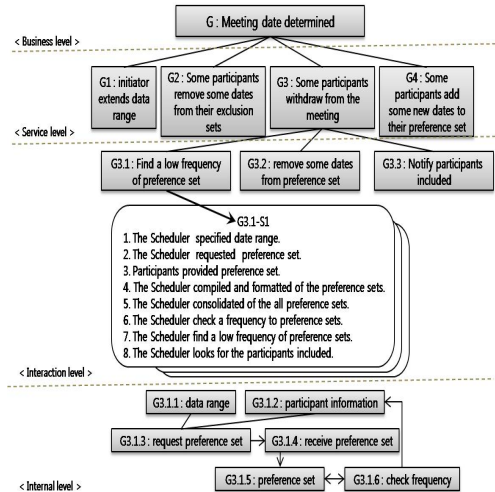 G : Meeting date determined
< Business level >
G1 : initiator
extends data
range
G2 : Some participants
remove some dates
from their exclusion
sets
G3 : Some participants
withdraw from the
meeting
G4 : Some
participants add
some new dates to
their preference set
< Service level >
G3.1 : Find a low frequency
of preference set
G3.2 : remove some dates
from preference set
G3.3 : Notify participants
included
G3.1-S1
1. The Scheduler specified date range.
2. The Scheduler requested preference set.
3. Participants provided preference set.
4. The Scheduler compiled and formatted of the preference sets.
5. The Scheduler consolidated of the all preference sets.
6. The Scheduler check a frequency to preference sets.
7. The Scheduler find a low frequency of preference sets.
8. The Scheduler looks for the participants included.
< Interaction level >
G3.1.1 : data range
G3.1.2 : participant information
G3.1.3 : request preference set
G3.1.4 : receive preference set
G3.1.5 : preference set
G3.1.6 : check frequency
< Internal level >